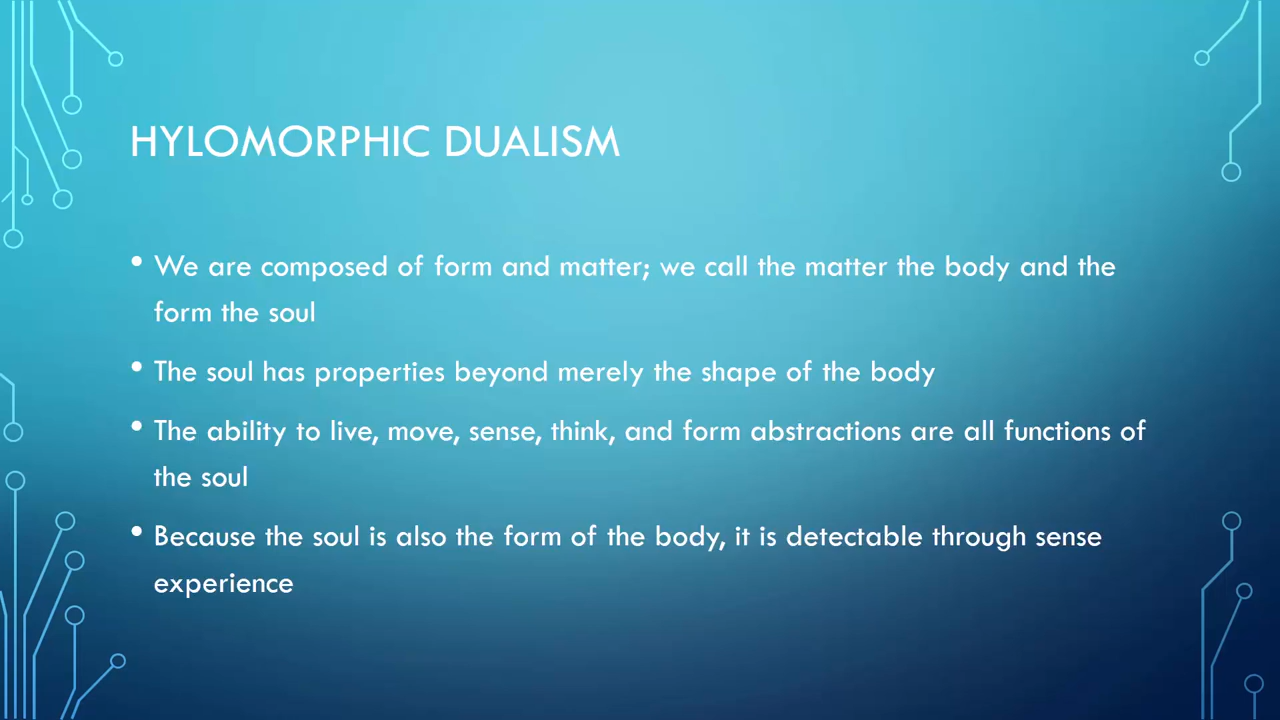 HYLOMORPHIC DUALISM
• We are composed of form and matter; we call the matter the body and the
form the soul
• The soul has properties beyond merely the shape of the body
• The ability to live, move, sense, think, and form abstractions are all functions of
the soul
• Because the soul is also the form of the body, it is detectable through sense
experience